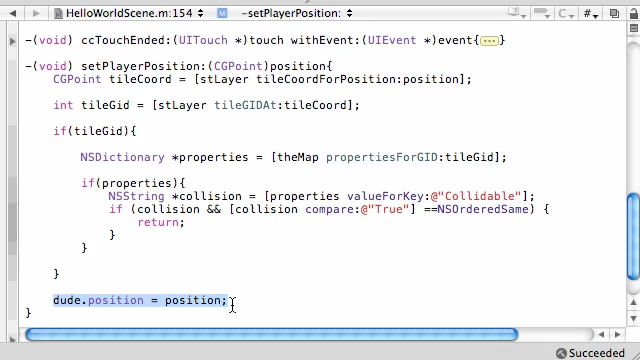 HelloWorldScene.m:154
-setPlayerPosition:
-(void) ccTouchEnded:(UITouch *)touch withEvent:(UIEvent *)event{...}
-(void) setPlayerPosition:(CGPoint)position{
CGPoint tileCoord = [stLayer tileCoordForPosition:position];
int tileGid = [stLayer tileGIDAt:tileCoord];
if(tileGid){
NSDictionary *properties = [theMap propertiesForGID:tileGid];
if(properties){
NSString *collision = [properties valueForKey:@"Collidable"];
if (collision && [collision compare:@"True"] ==NSOrderedSame) {
return;
}
}
}
dude.position = position;
}
Succeeded